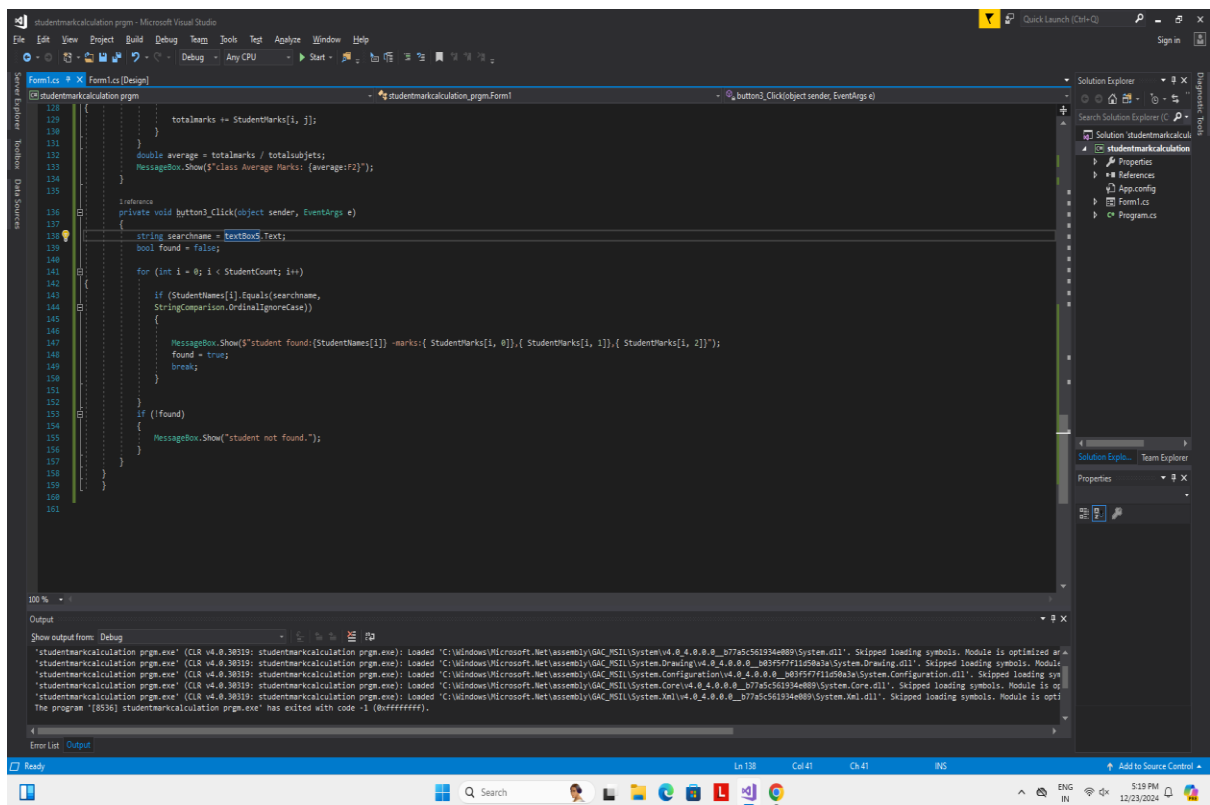 studentmarkcalculation prgm - Microsoft Visual Studio
Quick Launch (Ctrl+Q)
File Edit View Project Build Debug Team Tools Test Analyze Window Help
Sign in
Debug Any CPU Start
Form1.cs Form1.cs [Design]
studentmarkcalculation prgm studentmarkcalculation_prgm.Form1 button3_Click(object sender, EventArgs e)
Server Explorer
Toolbox
Data Sources
128 {
129 totalmarks += StudentMarks[i, j];
130 }
131 }
132 double average = totalmarks / totalsubjets;
133 MessageBox.Show($"class Average Marks: {average:F2}");
134 }
135
1 reference
136 private void button3_Click(object sender, EventArgs e)
137 {
138 string searchname = textBox5.Text;
139 bool found = false;
140
141 for (int i = 0; i < StudentCount; i++)
142 {
143 if (StudentNames[i].Equals(searchname,
144 StringComparison.OrdinalIgnoreCase))
145 {
146
147 MessageBox.Show($"student found:{StudentNames[i]} -marks:{ StudentMarks[i, 0]},{ StudentMarks[i, 1]},{ StudentMarks[i, 2]}");
148 found = true;
149 break;
150 }
151
152 }
153 if (!found)
154 {
155 MessageBox.Show("student not found.");
156 }
157 }
158 }
159 }
160
161
100 %
Solution Explorer
Search Solution Explorer (C
Solution 'studentmarkcalcul
studentmarkcalculation
Properties
References
App.config
Form1.cs
Program.cs
Solution Explo... Team Explorer
Properties
Diagnostic Tools
Output
Show output from: Debug
'studentmarkcalculation prgm.exe' (CLR v4.0.30319: studentmarkcalculation prgm.exe): Loaded 'C:\Windows\Microsoft.Net\assembly\GAC_MSIL\System\v4.0_4.0.0.0__b77a5c561934e089\System.dll'. Skipped loading symbols. Module is optimized an
'studentmarkcalculation prgm.exe' (CLR v4.0.30319: studentmarkcalculation prgm.exe): Loaded 'C:\Windows\Microsoft.Net\assembly\GAC_MSIL\System.Drawing\v4.0_4.0.0.0__b03f5f7f11d50a3a\System.Drawing.dll'. Skipped loading symbols. Module
'studentmarkcalculation prgm.exe' (CLR v4.0.30319: studentmarkcalculation prgm.exe): Loaded 'C:\Windows\Microsoft.Net\assembly\GAC_MSIL\System.Configuration\v4.0_4.0.0.0__b03f5f7f11d50a3a\System.Configuration.dll'. Skipped loading sym
'studentmarkcalculation prgm.exe' (CLR v4.0.30319: studentmarkcalculation prgm.exe): Loaded 'C:\Windows\Microsoft.Net\assembly\GAC_MSIL\System.Core\v4.0_4.0.0.0__b77a5c561934e089\System.Core.dll'. Skipped loading symbols. Module is op
'studentmarkcalculation prgm.exe' (CLR v4.0.30319: studentmarkcalculation prgm.exe): Loaded 'C:\Windows\Microsoft.Net\assembly\GAC_MSIL\System.Xml\v4.0_4.0.0.0__b77a5c561934e089\System.Xml.dll'. Skipped loading symbols. Module is opti
The program '[8536] studentmarkcalculation prgm.exe' has exited with code -1 (0xffffffff).
Error List Output
Ready Ln 138 Col 41 Ch 41 INS Add to Source Control
Search
L
ENG
IN
5:19 PM
12/23/2024